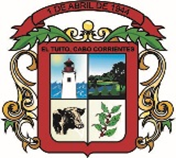 1 DE ABRIL DE 1944
EL TUITO, CABO CORRIENTES